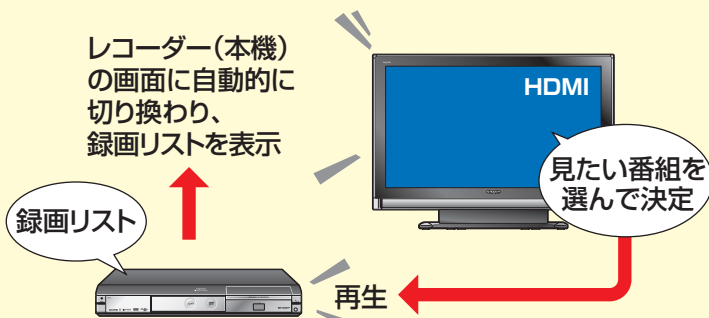 レコーダー（本機）
の画面に自動的に
切り換わり、
録画リストを表示
HDMI
見たい番組を
選んで決定
録画リスト
再生